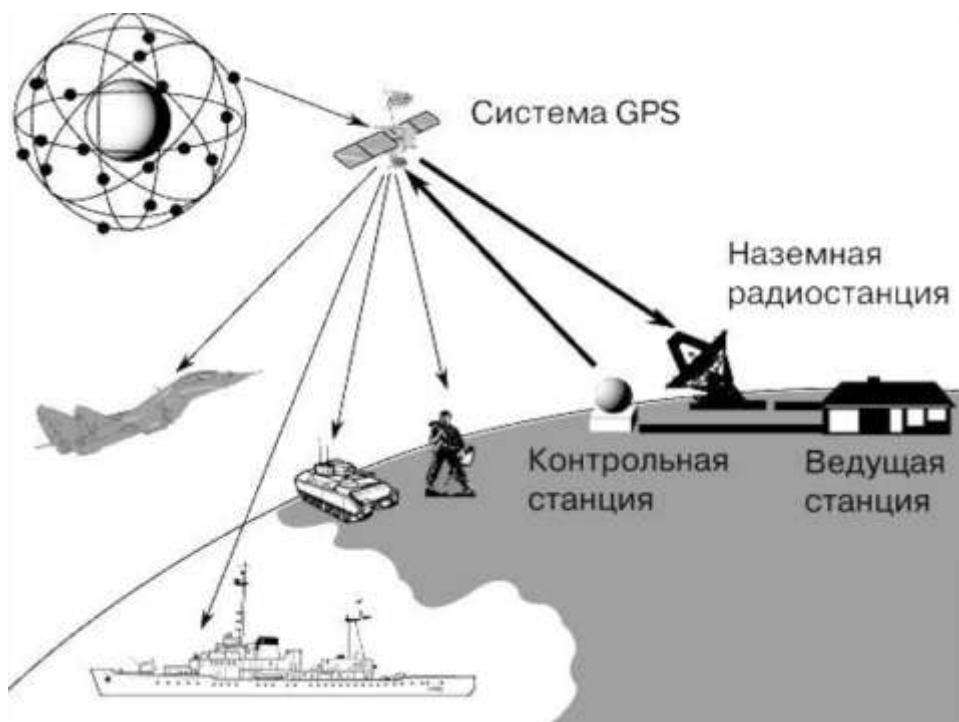 Система GPS
Наземная
радиостанция
Контрольная
станция
Ведущая
станция